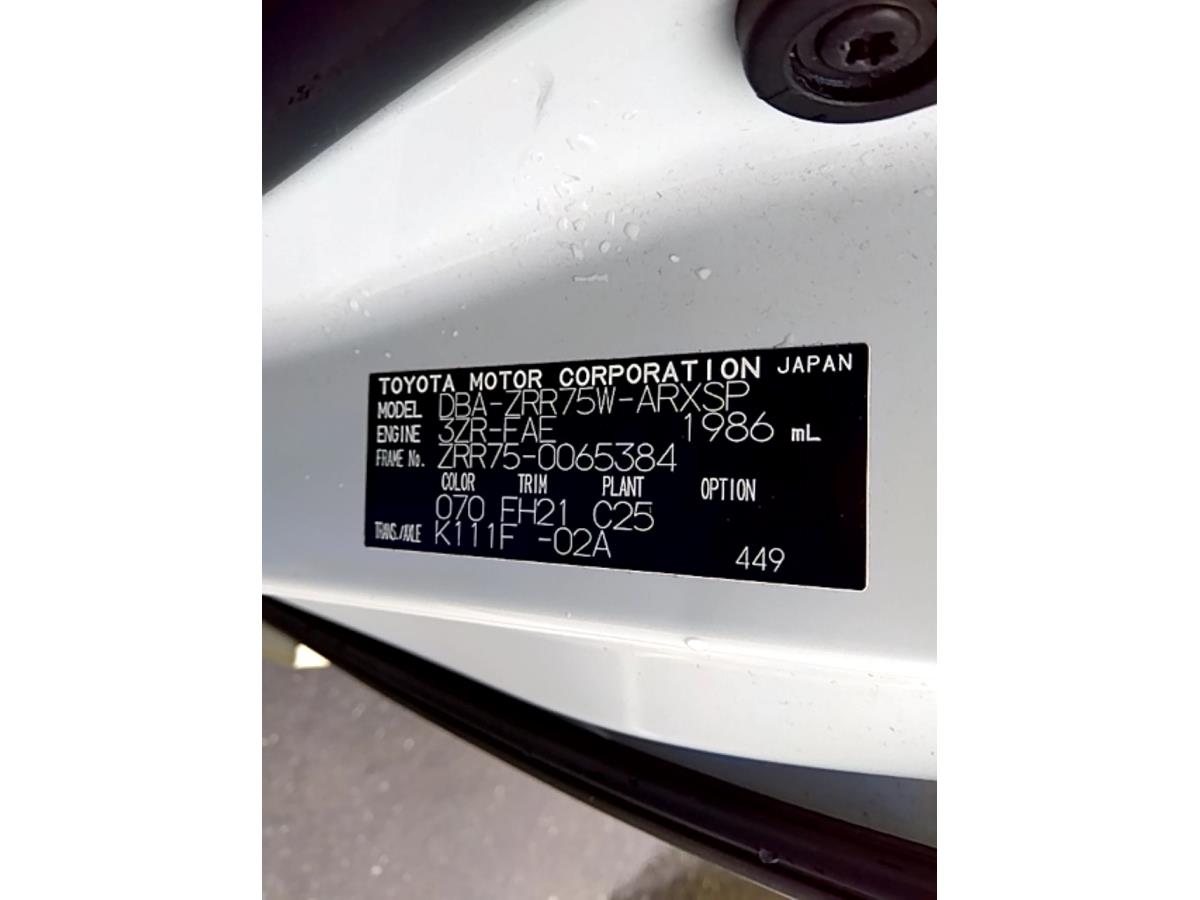 TOYOTA MOTOR CORPORATION JAPAN
MODEL DBA-ZRR75W-ARXSP
ENGINE 3ZR-FAE 1986 mL
FRAME No. ZRR75-0065384
COLOR TRIM PLANT OPTION
070 FH21 C25
TRANS./AXLE K111F -02A
449